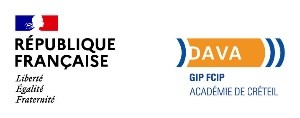 RÉPUBLIQUE
FRANÇAISE
Liberté
Égalité
Fraternité
DAVA
GIP FCIP
ACADÉMIE DE CRÉTEIL